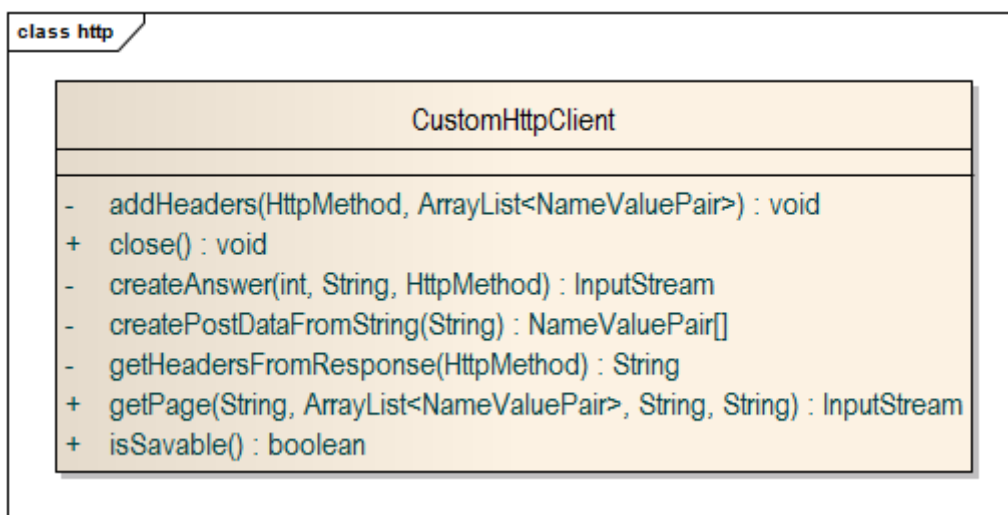 class http
CustomHttpClient
- addHeaders(HttpMethod, ArrayList<NameValuePair>) : void
+ close() : void
- createAnswer(int, String, HttpMethod) : InputStream
- createPostDataFromString(String) : NameValuePair[]
- getHeadersFromResponse(HttpMethod) : String
+ getPage(String, ArrayList<NameValuePair>, String, String) : InputStream
+ isSavable() : boolean